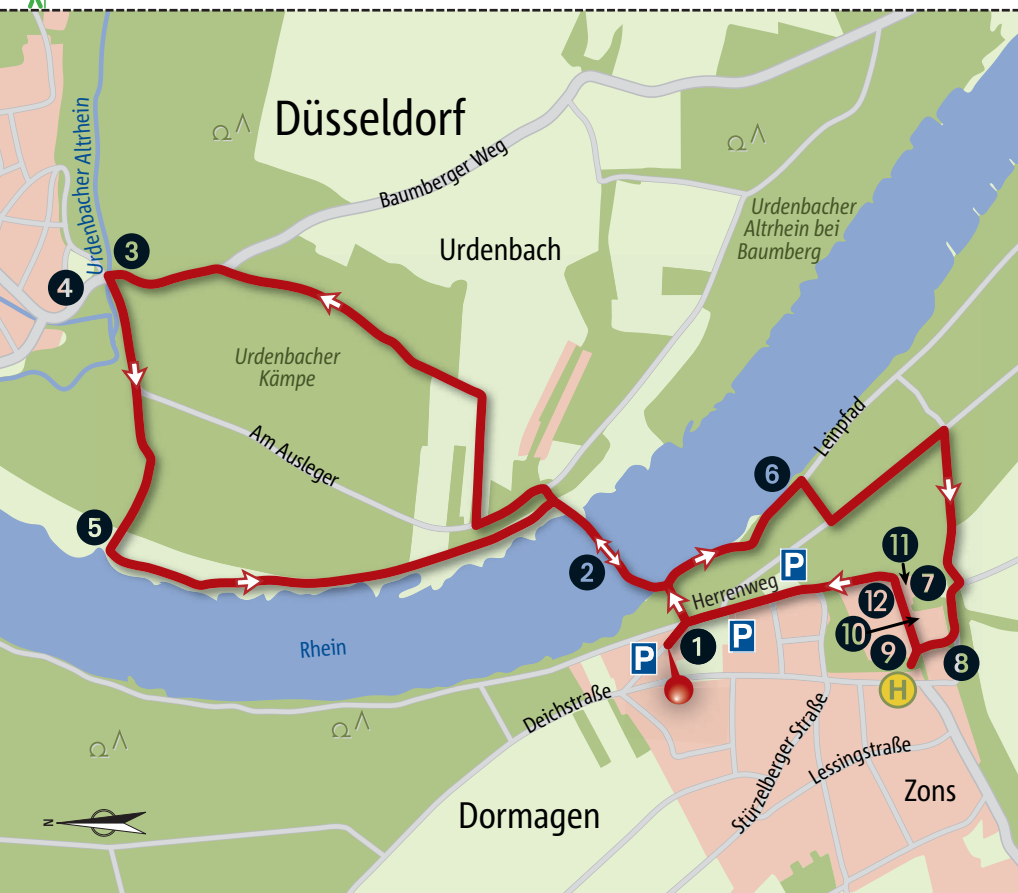 Düsseldorf
Urdenbacher Altrhein
Baumberger Weg
Urdenbach
Urdenbacher
Altrhein bei
Baumberg
3
4
Urdenbacher
Kämpe
Am Ausleger
Leinpfad
6
5
2
11
P
7
Herrenweg
12
10
1
P
9
8
P
Rhein
H
Deichstraße
Stürzelberger Straße
Lessingstraße
Zons
Dormagen
N